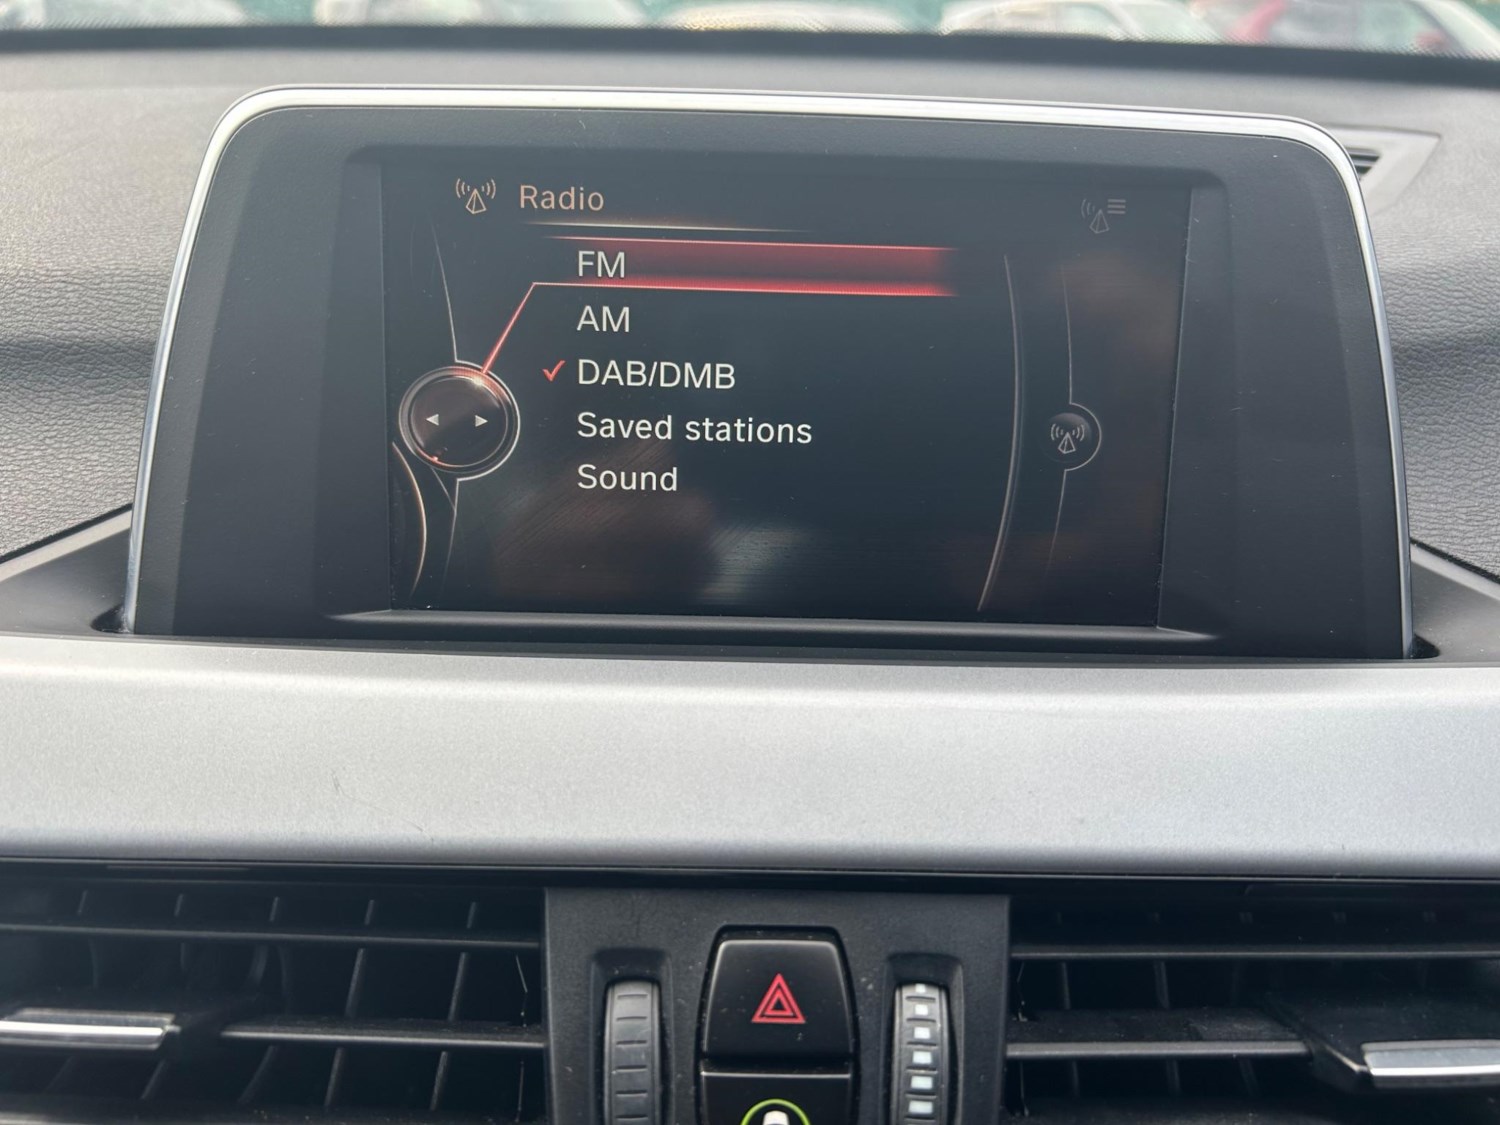 Radio
FM
AM
DAB/DMB
Saved stations
Sound